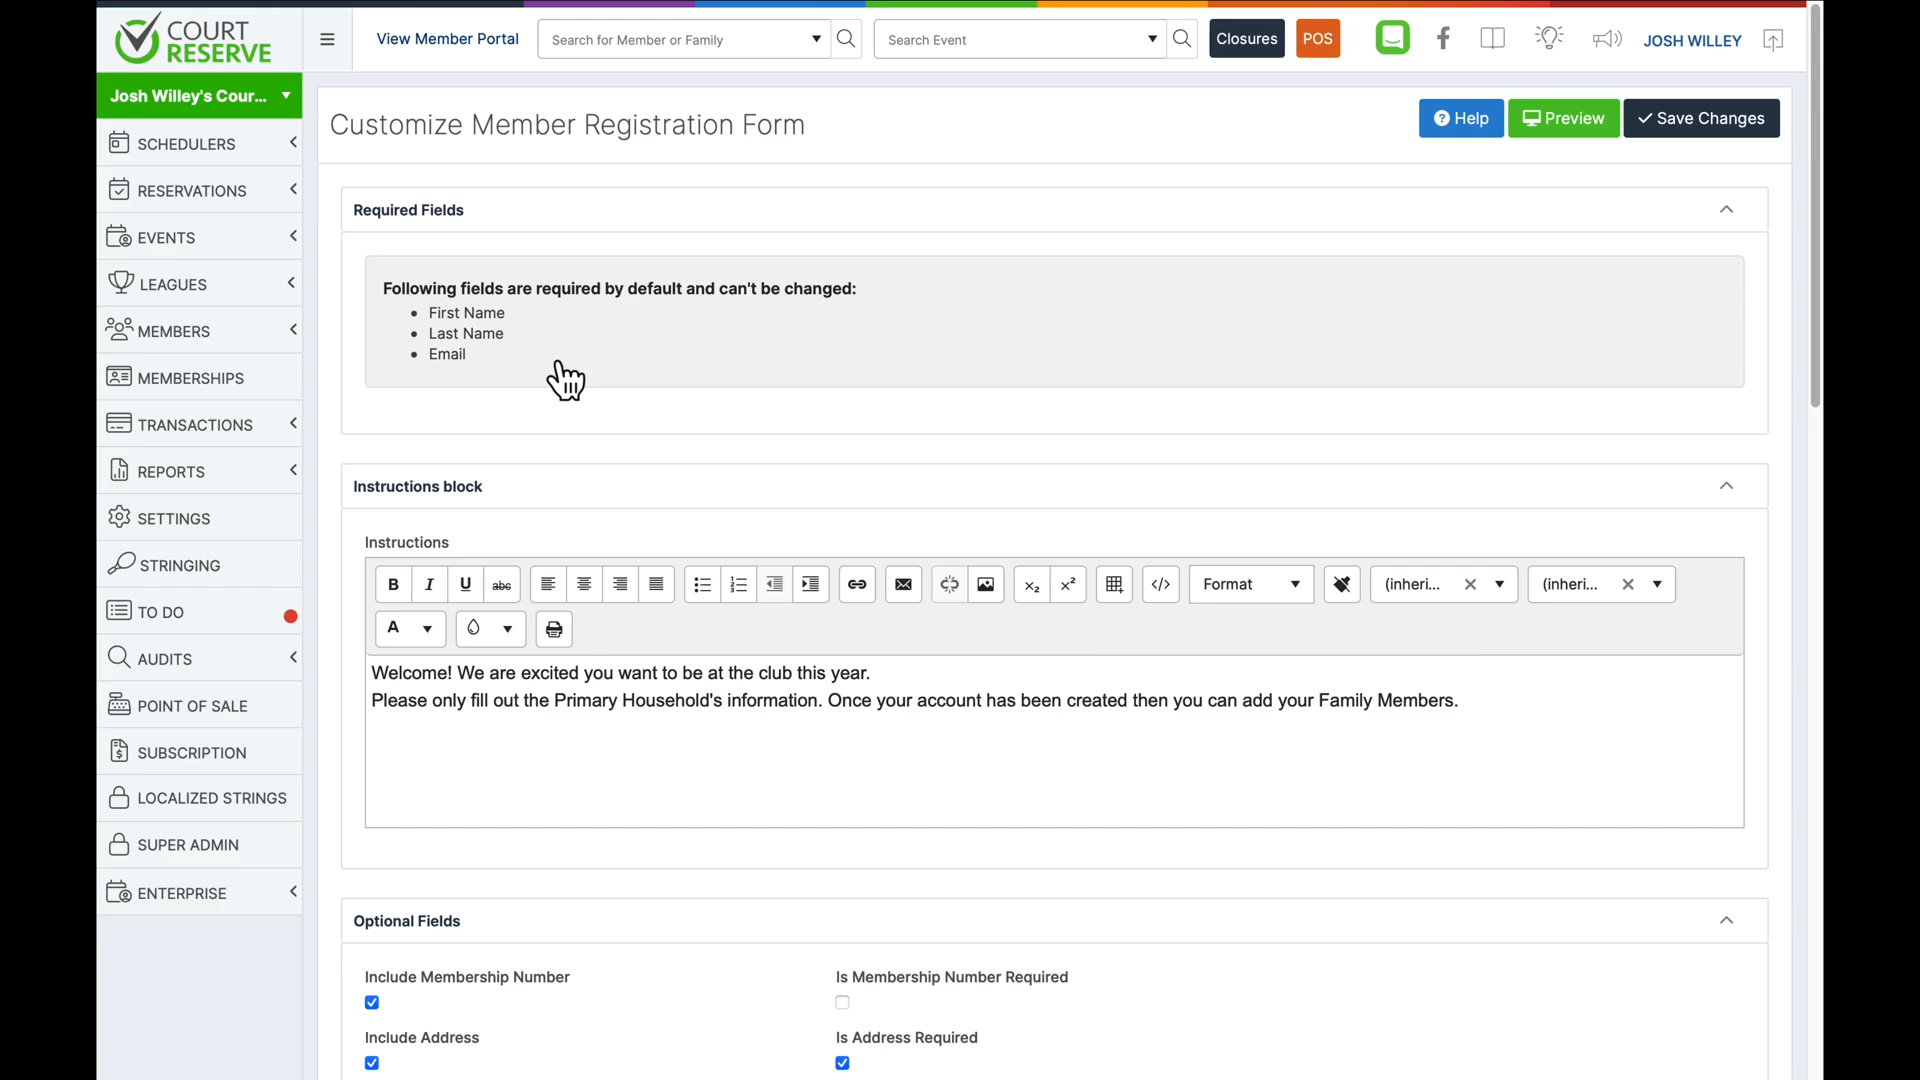 COURT
RESERVE
View Member Portal
Search for Member or Family
Search Event
Closures
POS
JOSH WILLEY
Josh Willey's Cour...
SCHEDULERS
RESERVATIONS
EVENTS
LEAGUES
MEMBERS
MEMBERSHIPS
TRANSACTIONS
REPORTS
SETTINGS
STRINGING
TO DO
AUDITS
POINT OF SALE
SUBSCRIPTION
LOCALIZED STRINGS
SUPER ADMIN
ENTERPRISE
Customize Member Registration Form
Help
Preview
Save Changes
Required Fields
Following fields are required by default and can't be changed:
• First Name
• Last Name
• Email
Instructions block
Instructions
B I U abc Format (inheri... (inheri...
A
Welcome! We are excited you want to be at the club this year.
Please only fill out the Primary Household's information. Once your account has been created then you can add your Family Members.
Optional Fields
Include Membership Number
Is Membership Number Required
Include Address
Is Address Required